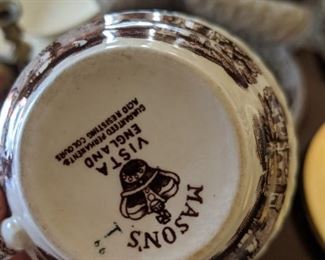 MASON'S
VISTA
ENGLAND
GUARANTEED PERMANENT &
ACID RESISTING COLOURS